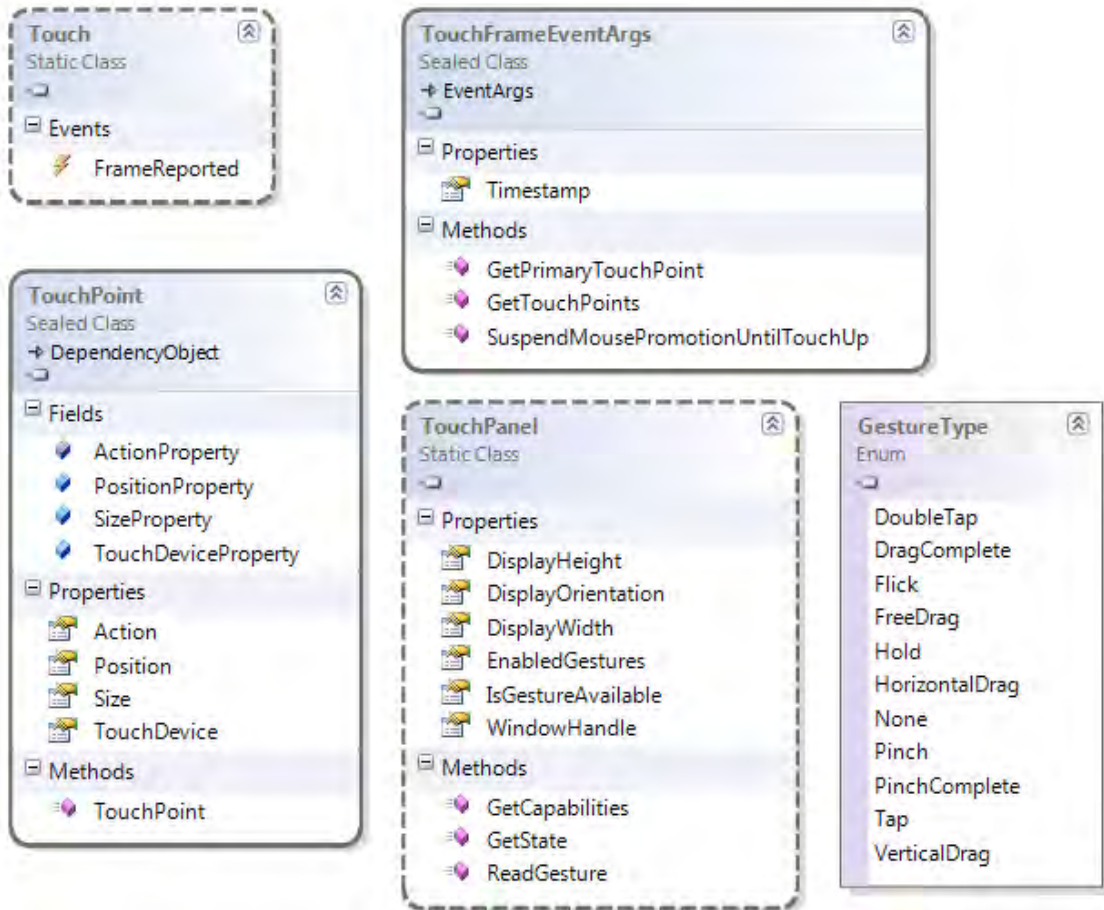 Touch
Static Class
Events
FrameReported
TouchFrameEventArgs
Sealed Class
EventArgs
Properties
Timestamp
Methods
GetPrimaryTouchPoint
GetTouchPoints
SuspendMousePromotionUntilTouchUp
TouchPoint
Sealed Class
DependencyObject
Fields
ActionProperty
PositionProperty
SizeProperty
TouchDeviceProperty
Properties
Action
Position
Size
TouchDevice
Methods
TouchPoint
TouchPanel
Static Class
Properties
DisplayHeight
DisplayOrientation
DisplayWidth
EnabledGestures
IsGestureAvailable
WindowHandle
Methods
GetCapabilities
GetState
ReadGesture
GestureType
Enum
DoubleTap
DragComplete
Flick
FreeDrag
Hold
HorizontalDrag
None
Pinch
PinchComplete
Tap
VerticalDrag